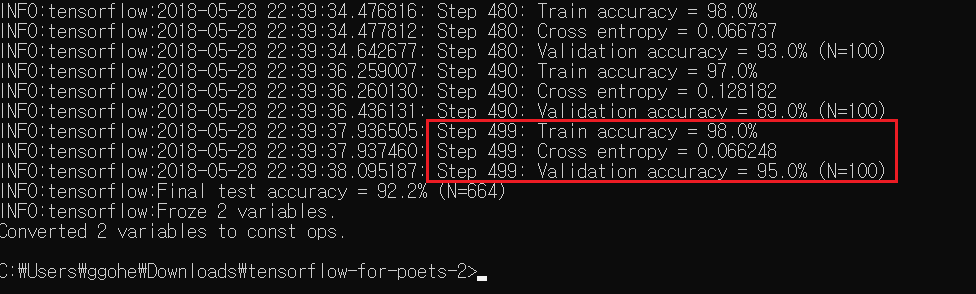 INFO:tensorflow:2018-05-28 22:39:34.476816: Step 480: Train accuracy = 98.0%
INFO:tensorflow:2018-05-28 22:39:34.477812: Step 480: Cross entropy = 0.066737
INFO:tensorflow:2018-05-28 22:39:34.642677: Step 480: Validation accuracy = 93.0% (N=100)
INFO:tensorflow:2018-05-28 22:39:36.259007: Step 490: Train accuracy = 97.0%
INFO:tensorflow:2018-05-28 22:39:36.260130: Step 490: Cross entropy = 0.128182
INFO:tensorflow:2018-05-28 22:39:36.436131: Step 490: Validation accuracy = 89.0% (N=100)
INFO:tensorflow:2018-05-28 22:39:37.936505: Step 499: Train accuracy = 98.0%
INFO:tensorflow:2018-05-28 22:39:37.937460: Step 499: Cross entropy = 0.066248
INFO:tensorflow:2018-05-28 22:39:38.095187: Step 499: Validation accuracy = 95.0% (N=100)
INFO:tensorflow:Final test accuracy = 92.2% (N=664)
INFO:tensorflow:Froze 2 variables.
Converted 2 variables to const ops.
C:₩Users₩ggohe₩Downloads₩tensorflow-for-poets-2>